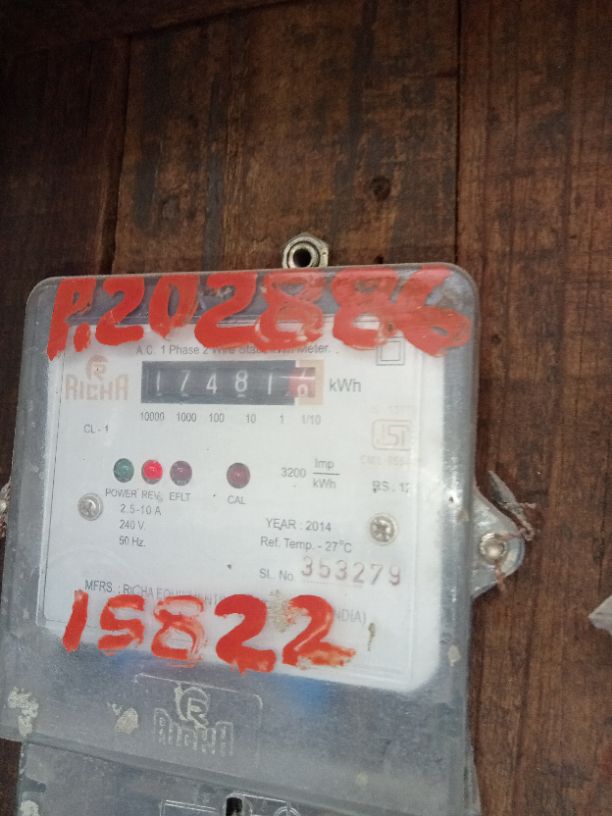 P.202886
A.C. 1 Phase 2 Wire Static Meter.
RICHA
17481 kWh
10000 1000 100 10 1 1/10
CL - 1
3200 Imp/kWh
POWER REV. EFLT CAL
2.5-10 A
240 V.
50 Hz.
YEAR : 2014
Ref. Temp. - 27°C
SL. No. 353279
MFRS. : RICHA
15822
RICHA